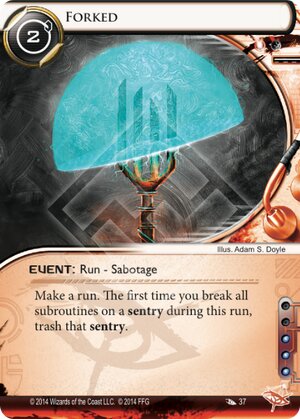 Forked
2
Illus. Adam S. Doyle
EVENT: Run - Sabotage
Make a run. The first time you break all
subroutines on a sentry during this run,
trash that sentry.
© 2014 Wizards of the Coast LLC. © 2014 FFG
37